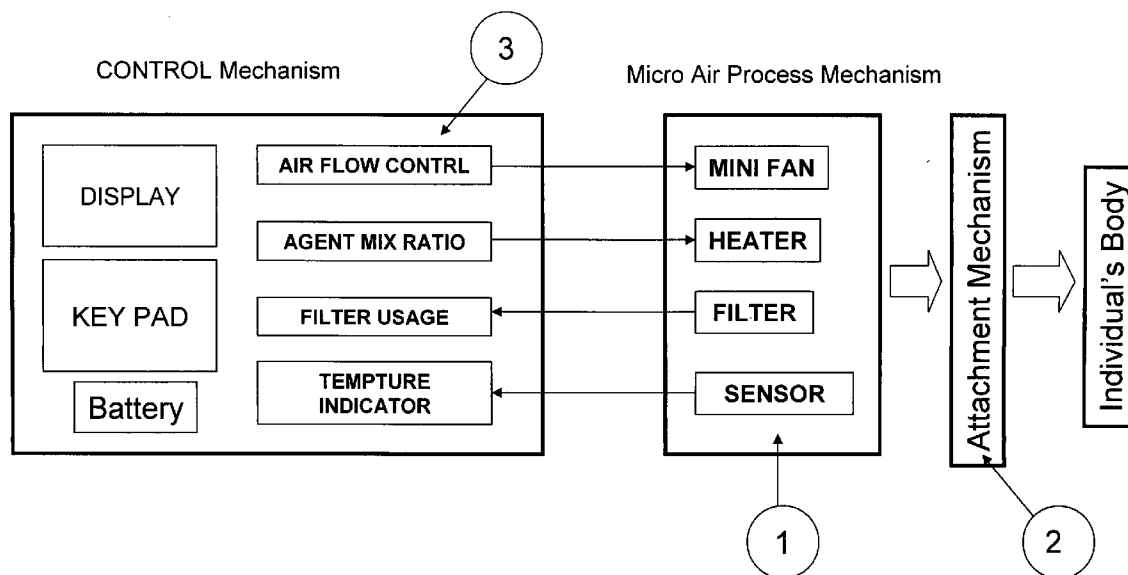 3
CONTROL Mechanism
Micro Air Process Mechanism
DISPLAY
KEY PAD
Battery
AIR FLOW CONTRL
AGENT MIX RATIO
FILTER USAGE
TEMPTURE
INDICATOR
MINI FAN
HEATER
FILTER
SENSOR
Attachment Mechanism
Individual's Body
1
2